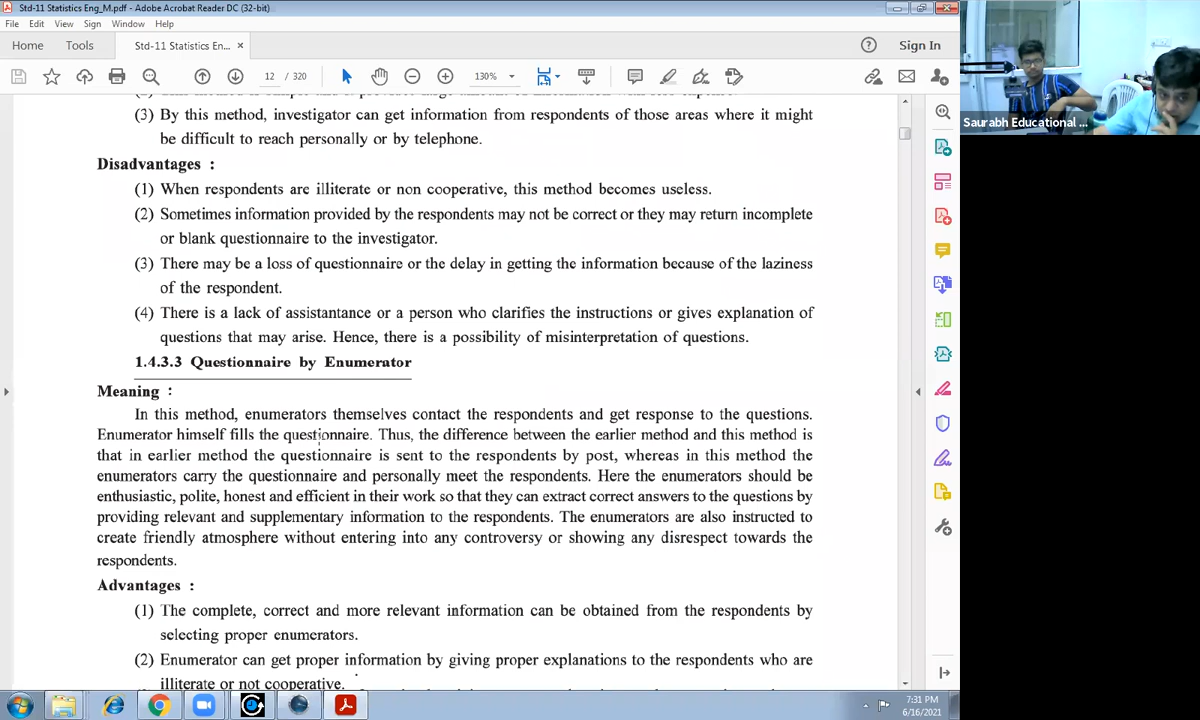 Std-11 Statistics Eng_M.pdf - Adobe Acrobat Reader DC (32-bit)
File Edit View Sign Window Help
Home Tools Std-11 Statistics En... × Sign In
12 / 320 130%
(3) By this method, investigator can get information from respondents of those areas where it might
be difficult to reach personally or by telephone.
Disadvantages :
(1) When respondents are illiterate or non cooperative, this method becomes useless.
(2) Sometimes information provided by the respondents may not be correct or they may return incomplete
or blank questionnaire to the investigator.
(3) There may be a loss of questionnaire or the delay in getting the information because of the laziness
of the respondent.
(4) There is a lack of assistantance or a person who clarifies the instructions or gives explanation of
questions that may arise. Hence, there is a possibility of misinterpretation of questions.
1.4.3.3 Questionnaire by Enumerator
Meaning :
In this method, enumerators themselves contact the respondents and get response to the questions.
Enumerator himself fills the questionnaire. Thus, the difference between the earlier method and this method is
that in earlier method the questionnaire is sent to the respondents by post, whereas in this method the
enumerators carry the questionnaire and personally meet the respondents. Here the enumerators should be
enthusiastic, polite, honest and efficient in their work so that they can extract correct answers to the questions by
providing relevant and supplementary information to the respondents. The enumerators are also instructed to
create friendly atmosphere without entering into any controversy or showing any disrespect towards the
respondents.
Advantages :
(1) The complete, correct and more relevant information can be obtained from the respondents by
selecting proper enumerators.
(2) Enumerator can get proper information by giving proper explanations to the respondents who are
illiterate or not cooperative.
Saurabh Educational ...
7:31 PM
6/16/2021